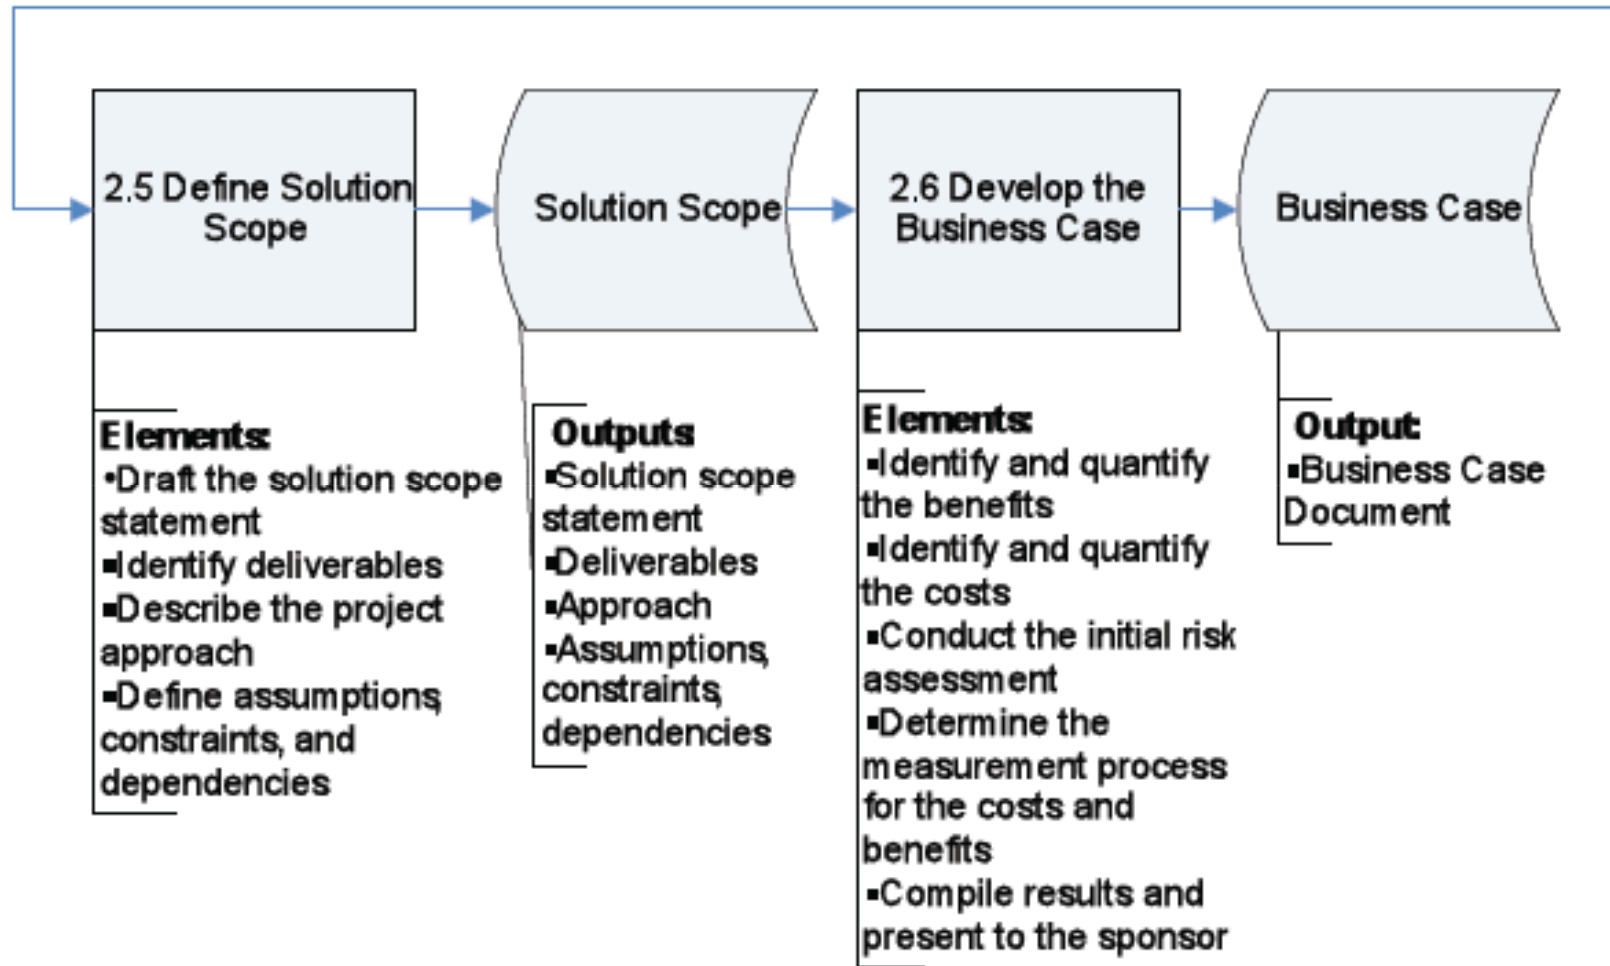 2.5 Define Solution
Scope
Solution Scope
2.6 Develop the
Business Case
Business Case
Elements:
•Draft the solution scope
statement
▪Identify deliverables
▪Describe the project
approach
▪Define assumptions,
constraints, and
dependencies
Outputs:
▪Solution scope
statement
▪Deliverables
▪Approach
▪Assumptions,
constraints,
dependencies
Elements:
▪Identify and quantify
the benefits
▪Identify and quantify
the costs
▪Conduct the initial risk
assessment
▪Determine the
measurement process
for the costs and
benefits
▪Compile results and
present to the sponsor
Output:
▪Business Case
Document